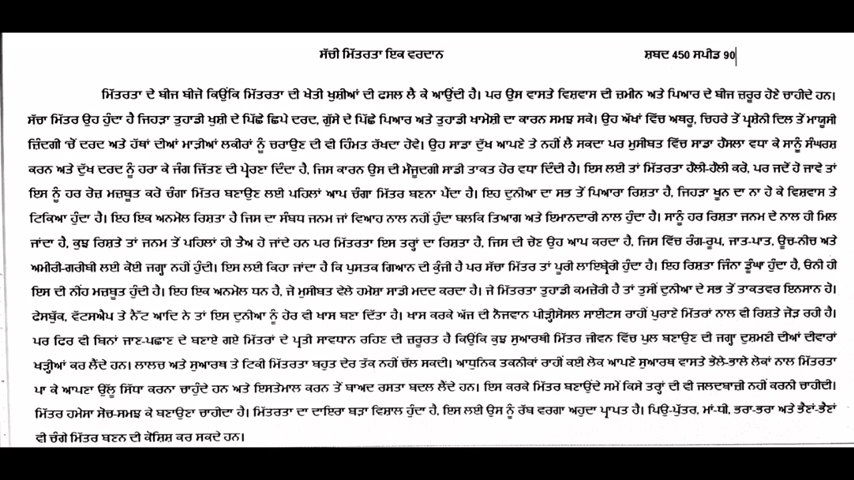 ਸੱਚੀ ਮਿੱਤਰਤਾ ਇਕ ਵਰਦਾਨ ਸ਼ਬਦ 450 ਸਪੀਡ 90
ਮਿੱਤਰਤਾ ਦੇ ਬੀਜ ਬੀਜੋ ਕਿਉਂਕਿ ਮਿੱਤਰਤਾ ਦੀ ਖੇਤੀ ਖੁਸ਼ੀਆਂ ਦੀ ਫਸਲ ਲੈ ਕੇ ਆਉਂਦੀ ਹੈ। ਪਰ ਉਸ ਵਾਸਤੇ ਵਿਸ਼ਵਾਸ ਦੀ ਜ਼ਮੀਨ ਅਤੇ ਪਿਆਰ ਦੇ ਬੀਜ ਜ਼ਰੂਰ ਹੋਣੇ ਚਾਹੀਦੇ ਹਨ।
ਸੱਚਾ ਮਿੱਤਰ ਉਹ ਹੁੰਦਾ ਹੈ ਜਿਹੜਾ ਤੁਹਾਡੀ ਖੁਸ਼ੀ ਦੇ ਪਿੱਛੇ ਛਿਪੇ ਦਰਦ, ਗੁੱਸੇ ਦੇ ਪਿੱਛੇ ਪਿਆਰ ਅਤੇ ਤੁਹਾਡੀ ਖਾਮੋਸ਼ੀ ਦਾ ਕਾਰਨ ਸਮਝ ਸਕੇ। ਉਹ ਅੱਖਾਂ ਵਿੱਚ ਅਥਰੂ, ਚਿਹਰੇ ਤੋਂ ਪ੍ਰਸ਼ੇਨੀ ਦਿਲ ਤੋਂ ਮਾਯੂਸੀ
ਜ਼ਿੰਦਗੀ 'ਚੋਂ ਦਰਦ ਅਤੇ ਹੱਥਾਂ ਦੀਆਂ ਮਾੜੀਆਂ ਲਕੀਰਾਂ ਨੂੰ ਚਰਾਉਣ ਦੀ ਵੀ ਹਿੰਮਤ ਰੱਖਦਾ ਹੋਵੇ। ਉਹ ਸਾਡਾ ਦੁੱਖ ਆਪਣੇ ਤੇ ਨਹੀਂ ਲੈ ਸਕਦਾ ਪਰ ਮੁਸੀਬਤ ਵਿੱਚ ਸਾਡਾ ਹੌਸਲਾ ਵਧਾ ਕੇ ਸਾਨੂੰ ਸੰਘਰਸ਼
ਕਰਨ ਅਤੇ ਦੁੱਖ ਦਰਦ ਨੂੰ ਹਰਾ ਕੇ ਜੰਗ ਜਿੱਤਣ ਦੀ ਪ੍ਰੇਰਣਾ ਦਿੰਦਾ ਹੈ, ਜਿਸ ਕਾਰਨ ਉਸ ਦੀ ਮੌਜੂਦਗੀ ਸਾਡੀ ਤਾਕਤ ਹੋਰ ਵਧਾ ਦਿੰਦੀ ਹੈ। ਇਸ ਲਈ ਤਾਂ ਮਿੱਤਰਤਾ ਹੌਲੀ-ਹੌਲੀ ਕਰੋ, ਪਰ ਜਦੋਂ ਹੋ ਜਾਵੇ ਤਾਂ
ਇਸ ਨੂੰ ਹਰ ਰੋਜ਼ ਮਜ਼ਬੂਤ ਕਰੋ ਚੰਗਾ ਮਿੱਤਰ ਬਣਾਉਣ ਲਈ ਪਹਿਲਾਂ ਆਪ ਚੰਗਾ ਮਿੱਤਰ ਬਣਨਾ ਪੈਂਦਾ ਹੈ। ਇਹ ਦੁਨੀਆ ਦਾ ਸਭ ਤੋਂ ਪਿਆਰਾ ਰਿਸ਼ਤਾ ਹੈ, ਜਿਹੜਾ ਖੂਨ ਦਾ ਨਾ ਹੋ ਕੇ ਵਿਸ਼ਵਾਸ ਤੇ
ਟਿਕਿਆ ਹੁੰਦਾ ਹੈ। ਇਹ ਇਕ ਅਨਮੋਲ ਰਿਸ਼ਤਾ ਹੈ ਜਿਸ ਦਾ ਸੰਬਧ ਜਨਮ ਜਾਂ ਵਿਆਹ ਨਾਲ ਨਹੀਂ ਹੁੰਦਾ ਬਲਕਿ ਤਿਆਗ ਅਤੇ ਇਮਾਨਦਾਰੀ ਨਾਲ ਹੁੰਦਾ ਹੈ। ਸਾਨੂੰ ਹਰ ਰਿਸ਼ਤਾ ਜਨਮ ਦੇ ਨਾਲ ਹੀ ਮਿਲ
ਜਾਂਦਾ ਹੈ, ਕੁਝ ਰਿਸ਼ਤੇ ਤਾਂ ਜਨਮ ਤੋਂ ਪਹਿਲਾਂ ਹੀ ਤੈਅ ਹੋ ਜਾਂਦੇ ਹਨ ਪਰ ਮਿੱਤਰਤਾ ਇਸ ਤਰ੍ਹਾਂ ਦਾ ਰਿਸ਼ਤਾ ਹੈ, ਜਿਸ ਦੀ ਚੋਣ ਉਹ ਆਪ ਕਰਦਾ ਹੈ, ਜਿਸ ਵਿੱਚ ਰੰਗ-ਰੂਪ, ਜਾਤ-ਪਾਤ, ਊਚ-ਨੀਚ ਅਤੇ
ਅਮੀਰੀ-ਗਰੀਬੀ ਲਈ ਕੋਈ ਜਗ੍ਹਾ ਨਹੀਂ ਹੁੰਦੀ। ਇਸ ਲਈ ਕਿਹਾ ਜਾਂਦਾ ਹੈ ਕਿ ਪੁਸਤਕ ਗਿਆਨ ਦੀ ਕੁੰਜੀ ਹੈ ਪਰ ਸੱਚਾ ਮਿੱਤਰ ਤਾਂ ਪੂਰੀ ਲਾਇਬ੍ਰੇਰੀ ਹੁੰਦਾ ਹੈ। ਇਹ ਰਿਸ਼ਤਾ ਜਿੰਨਾ ਡੂੰਘਾ ਹੁੰਦਾ ਹੈ, ਓਨੀ ਹੀ
ਇਸ ਦੀ ਨੀਂਹ ਮਜ਼ਬੂਤ ਹੁੰਦੀ ਹੈ। ਇਹ ਇਕ ਅਨਮੋਲ ਧਨ ਹੈ, ਜੋ ਮੁਸੀਬਤ ਵੇਲੇ ਹਮੇਸ਼ਾ ਸਾਡੀ ਮਦਦ ਕਰਦਾ ਹੈ। ਜੇ ਮਿੱਤਰਤਾ ਤੁਹਾਡੀ ਕਮਜ਼ੋਰੀ ਹੈ ਤਾਂ ਤੁਸੀਂ ਦੁਨੀਆ ਦੇ ਸਭ ਤੋਂ ਤਾਕਤਵਰ ਇਨਸਾਨ ਹੋ।
ਫੇਸਬੁੱਕ, ਵੱਟਸਐਪ ਤੇ ਨੈੱਟ ਆਦਿ ਨੇ ਤਾਂ ਇਸ ਦੁਨੀਆ ਨੂੰ ਹੋਰ ਵੀ ਖਾਸ ਬਣਾ ਦਿੱਤਾ ਹੈ। ਖਾਸ ਕਰਕੇ ਅੱਜ ਦੀ ਨੌਜਵਾਨ ਪੀੜ੍ਹੀਸੋਸਲ ਸਾਈਟਸ ਰਾਹੀਂ ਪੁਰਾਣੇ ਮਿੱਤਰਾਂ ਨਾਲ ਵੀ ਰਿਸ਼ਤੇ ਜੋੜ ਰਹੀ ਹੈ।
ਪਰ ਫਿਰ ਵੀ ਬਿਨਾਂ ਜਾਣ-ਪਛਾਣ ਦੇ ਬਣਾਏ ਗਏ ਮਿੱਤਰਾਂ ਦੇ ਪ੍ਰਤੀ ਸਾਵਧਾਨ ਰਹਿਣ ਦੀ ਜ਼ਰੂਰਤ ਹੈ ਕਿਉਂਕਿ ਕੁਝ ਸੁਆਰਥੀ ਮਿੱਤਰ ਜੀਵਨ ਵਿੱਚ ਪੁਲ ਬਣਾਉਣ ਦੀ ਜਗ੍ਹਾ ਦੁਸ਼ਮਣੀ ਦੀਆਂ ਦੀਵਾਰਾਂ
ਖੜ੍ਹੀਆਂ ਕਰ ਲੈਂਦੇ ਹਨ। ਲਾਲਚ ਅਤੇ ਸੁਆਰਥ ਤੇ ਟਿਕੀ ਮਿੱਤਰਤਾ ਬਹੁਤ ਦੇਰ ਤੱਕ ਨਹੀਂ ਚੱਲ ਸਕਦੀ। ਆਧੁਨਿਕ ਤਕਨੀਕਾਂ ਰਾਹੀਂ ਕਈ ਲੋਕ ਆਪਣੇ ਸੁਆਰਥ ਵਾਸਤੇ ਭੋਲੇ-ਭਾਲੇ ਲੋਕਾਂ ਨਾਲ ਮਿੱਤਰਤਾ
ਪਾ ਕੇ ਆਪਣਾ ਉੱਲੂ ਸਿੱਧਾ ਕਰਨਾ ਚਾਹੁੰਦੇ ਹਨ ਅਤੇ ਇਸਤੇਮਾਲ ਕਰਨ ਤੋਂ ਬਾਅਦ ਰਸਤਾ ਬਦਲ ਲੈਂਦੇ ਹਨ। ਇਸ ਕਰਕੇ ਮਿੱਤਰ ਬਣਾਉਂਦੇ ਸਮੇਂ ਕਿਸੇ ਤਰ੍ਹਾਂ ਦੀ ਵੀ ਜਲਦਬਾਜ਼ੀ ਨਹੀਂ ਕਰਨੀ ਚਾਹੀਦੀ।
ਮਿੱਤਰ ਹਮੇਸਾ ਸੋਚ-ਸਮਝ ਕੇ ਬਣਾਉਣਾ ਚਾਹੀਦਾ ਹੈ। ਮਿੱਤਰਤਾ ਦਾ ਦਾਇਰਾ ਬੜਾ ਵਿਸ਼ਾਲ ਹੁੰਦਾ ਹੈ, ਇਸ ਲਈ ਉਸ ਨੂੰ ਰੱਬ ਵਰਗਾ ਅਹੁਦਾ ਪ੍ਰਾਪਤ ਹੈ। ਪਿਉ-ਪੁੱਤਰ, ਮਾਂ-ਧੀ, ਭਰਾ-ਭਰਾ ਅਤੇ ਭੈਣਾਂ-ਭੈਣਾਂ
ਵੀ ਚੰਗੇ ਮਿੱਤਰ ਬਣਨ ਦੀ ਕੋਸ਼ਿਸ਼ ਕਰ ਸਕਦੇ ਹਨ।